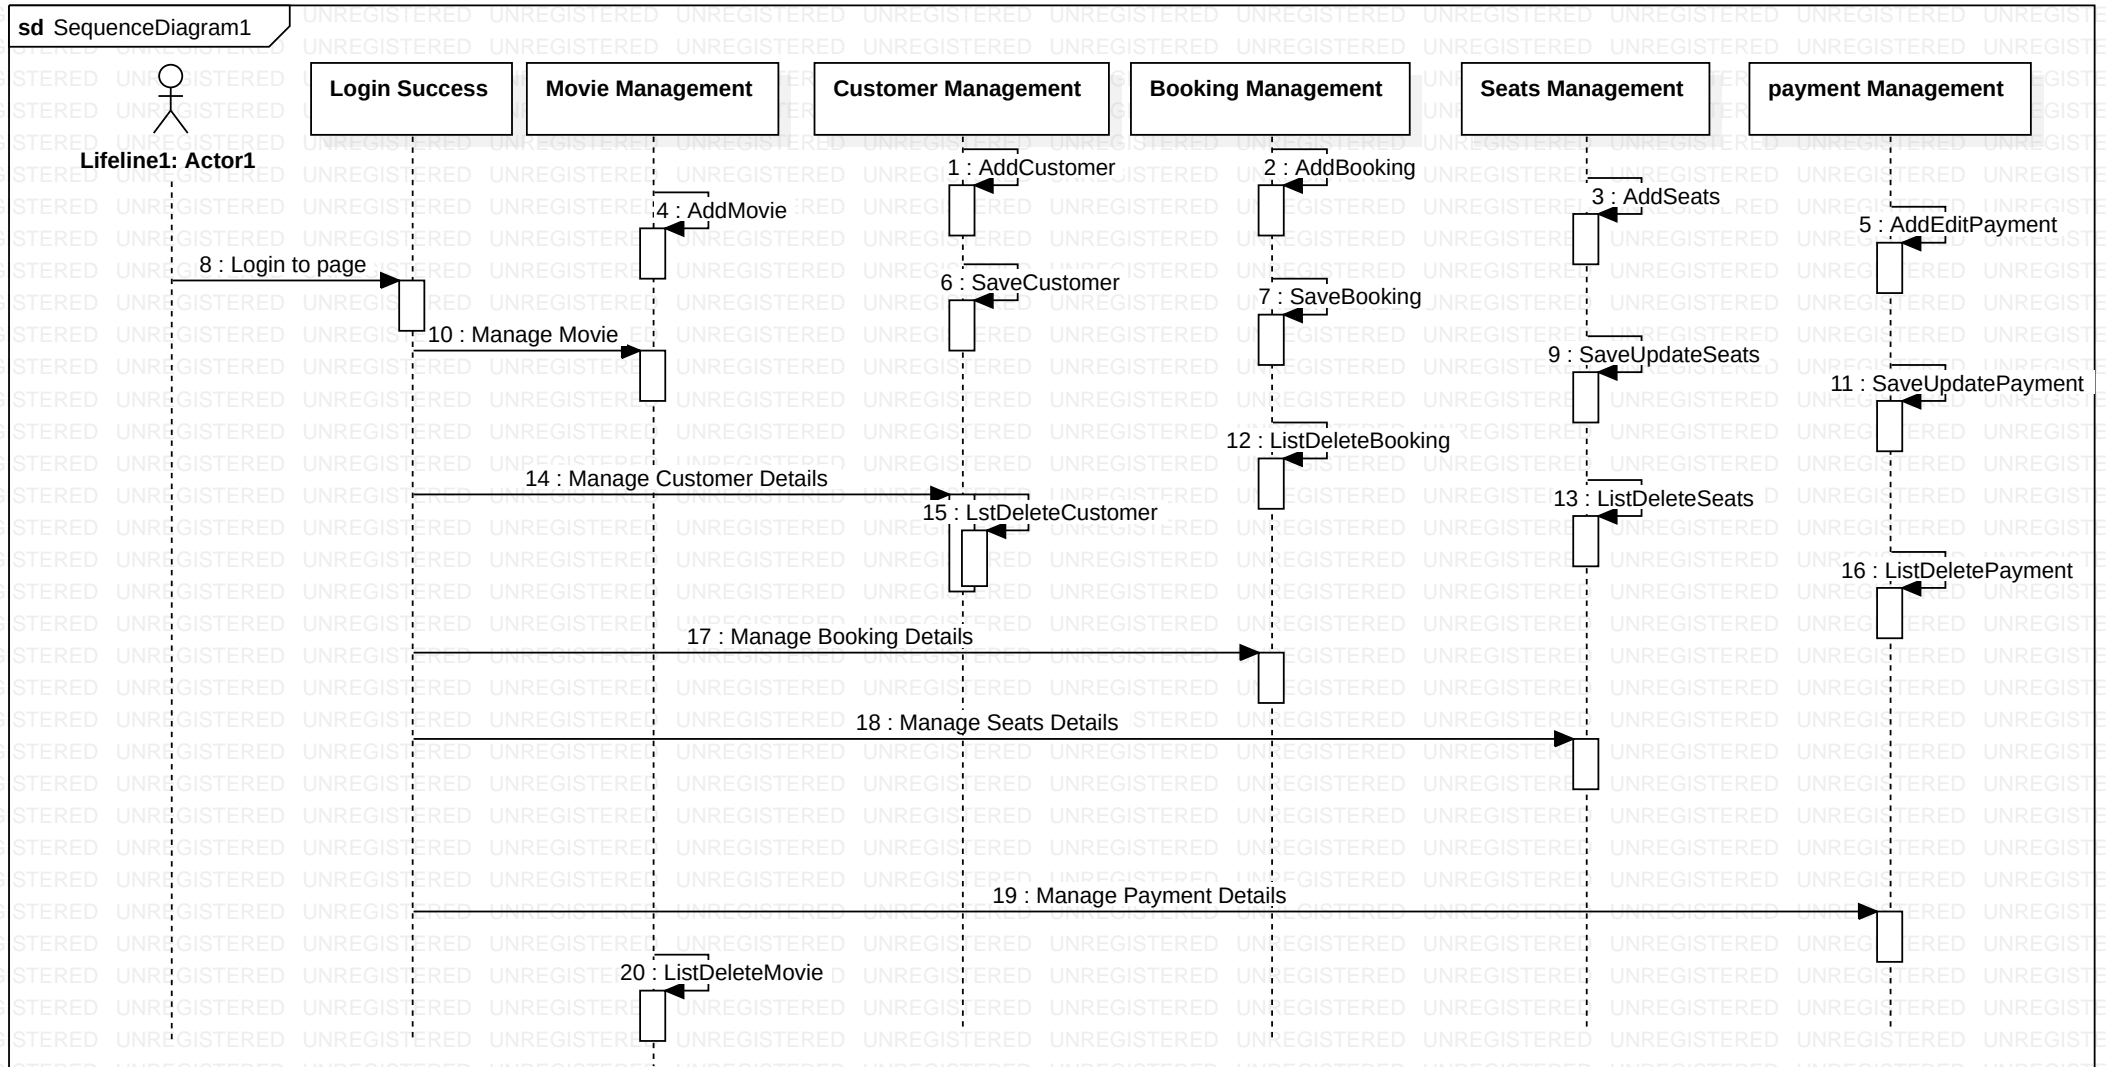 sd SequenceDiagram1
Login Success
Movie Management
Customer Management
Booking Management
Seats Management
payment Management
Lifeline1: Actor1
1 : AddCustomer
2 : AddBooking
3 : AddSeats
4 : AddMovie
5 : AddEditPayment
8 : Login to page
6 : SaveCustomer
7 : SaveBooking
10 : Manage Movie
9 : SaveUpdateSeats
11 : SaveUpdatePayment
12 : ListDeleteBooking
14 : Manage Customer Details
13 : ListDeleteSeats
15 : LstDeleteCustomer
16 : ListDeletePayment
17 : Manage Booking Details
18 : Manage Seats Details
19 : Manage Payment Details
20 : ListDeleteMovie
UNREGISTERED